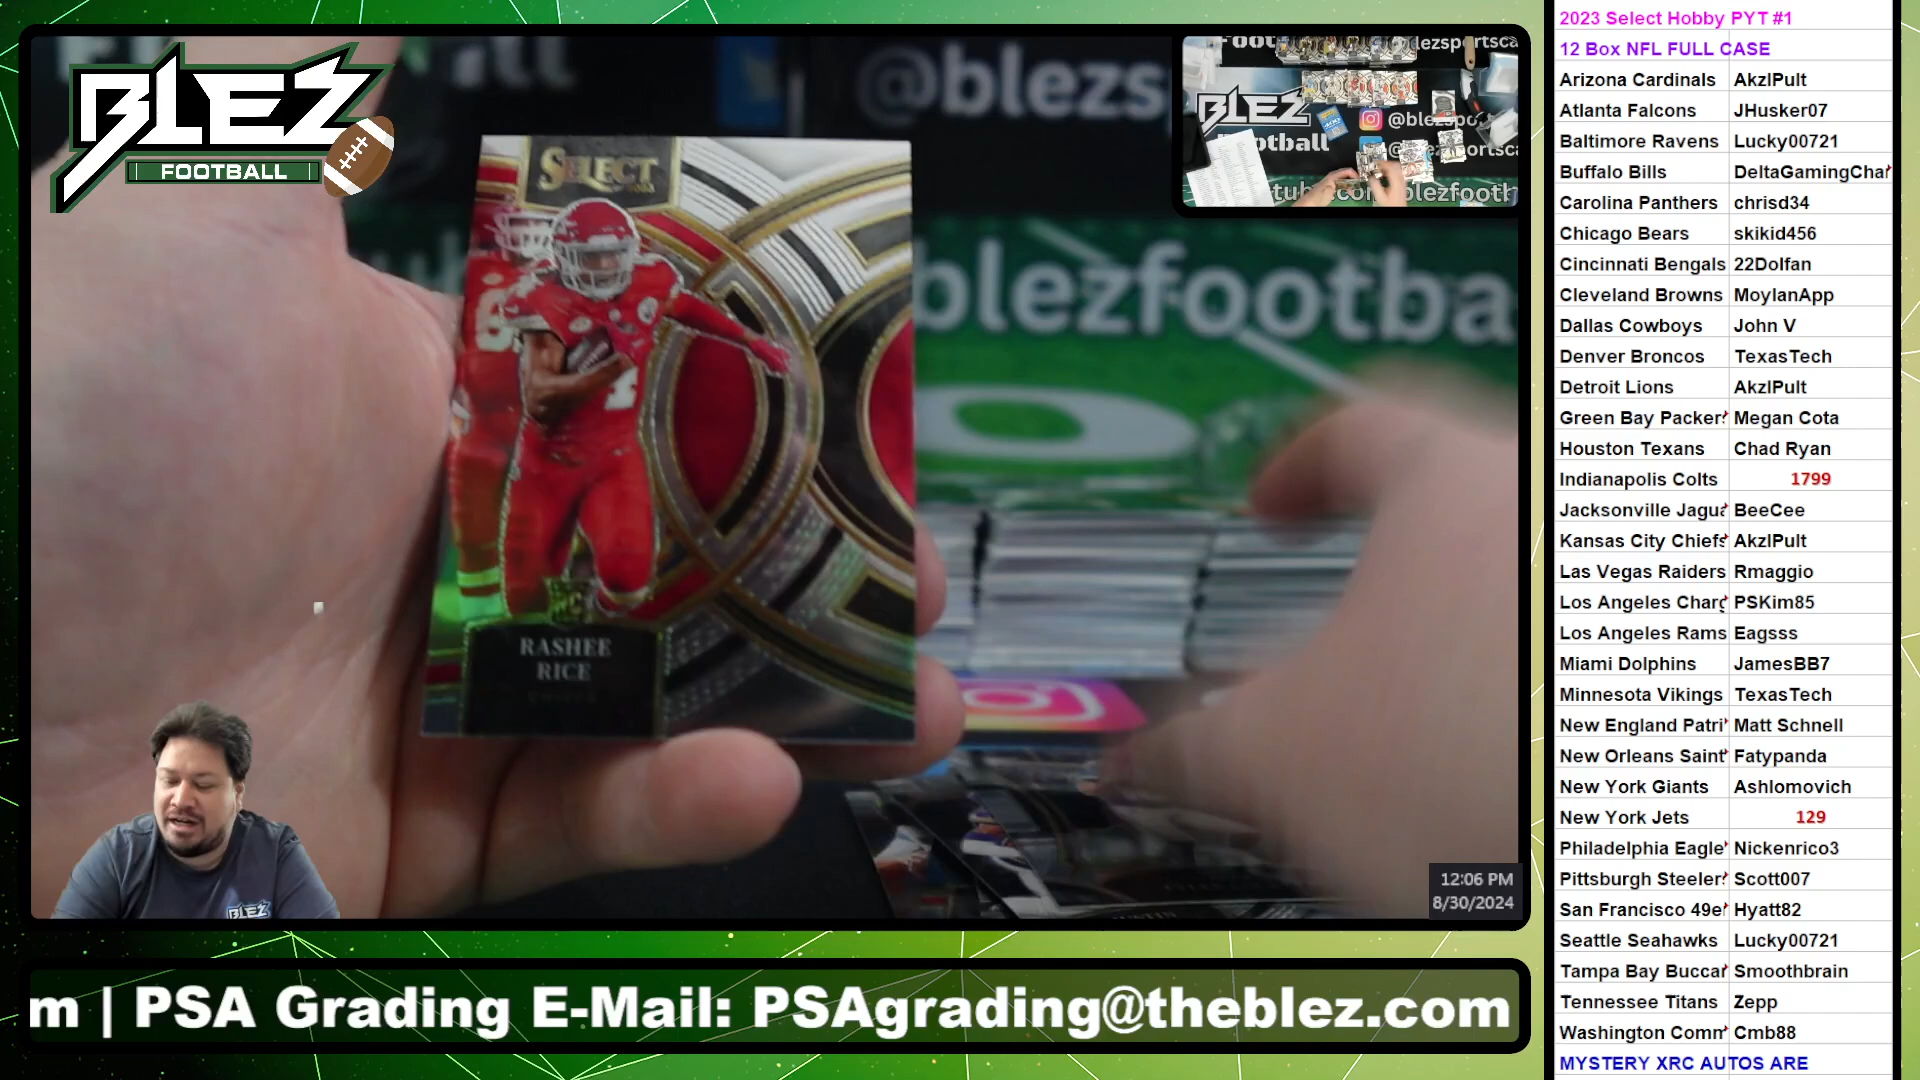 BLEZ
FOOTBALL
SELECT
RASHEE
RICE
@blezs
blezfootba
BLEZ
Football
@blezspo
blezfootb
BLEZ
12:06 PM
8/30/2024
m | PSA Grading E-Mail: PSAgrading@theblez.com
2023 Select Hobby PYT #1
12 Box NFL FULL CASE
Arizona Cardinals AkzlPult
Atlanta Falcons JHusker07
Baltimore Ravens Lucky00721
Buffalo Bills DeltaGamingChar
Carolina Panthers chrisd34
Chicago Bears skikid456
Cincinnati Bengals 22Dolfan
Cleveland Browns MoylanApp
Dallas Cowboys John V
Denver Broncos TexasTech
Detroit Lions AkzlPult
Green Bay Packer Megan Cota
Houston Texans Chad Ryan
Indianapolis Colts 1799
Jacksonville Jagua BeeCee
Kansas City Chiefs AkzlPult
Las Vegas Raiders Rmaggio
Los Angeles Charg PSKim85
Los Angeles Rams Eagsss
Miami Dolphins JamesBB7
Minnesota Vikings TexasTech
New England Patri Matt Schnell
New Orleans Saint Fatypanda
New York Giants Ashlomovich
New York Jets 129
Philadelphia Eagle Nickenrico3
Pittsburgh Steeler Scott007
San Francisco 49e Hyatt82
Seattle Seahawks Lucky00721
Tampa Bay Buccar Smoothbrain
Tennessee Titans Zepp
Washington Comm Cmb88
MYSTERY XRC AUTOS ARE